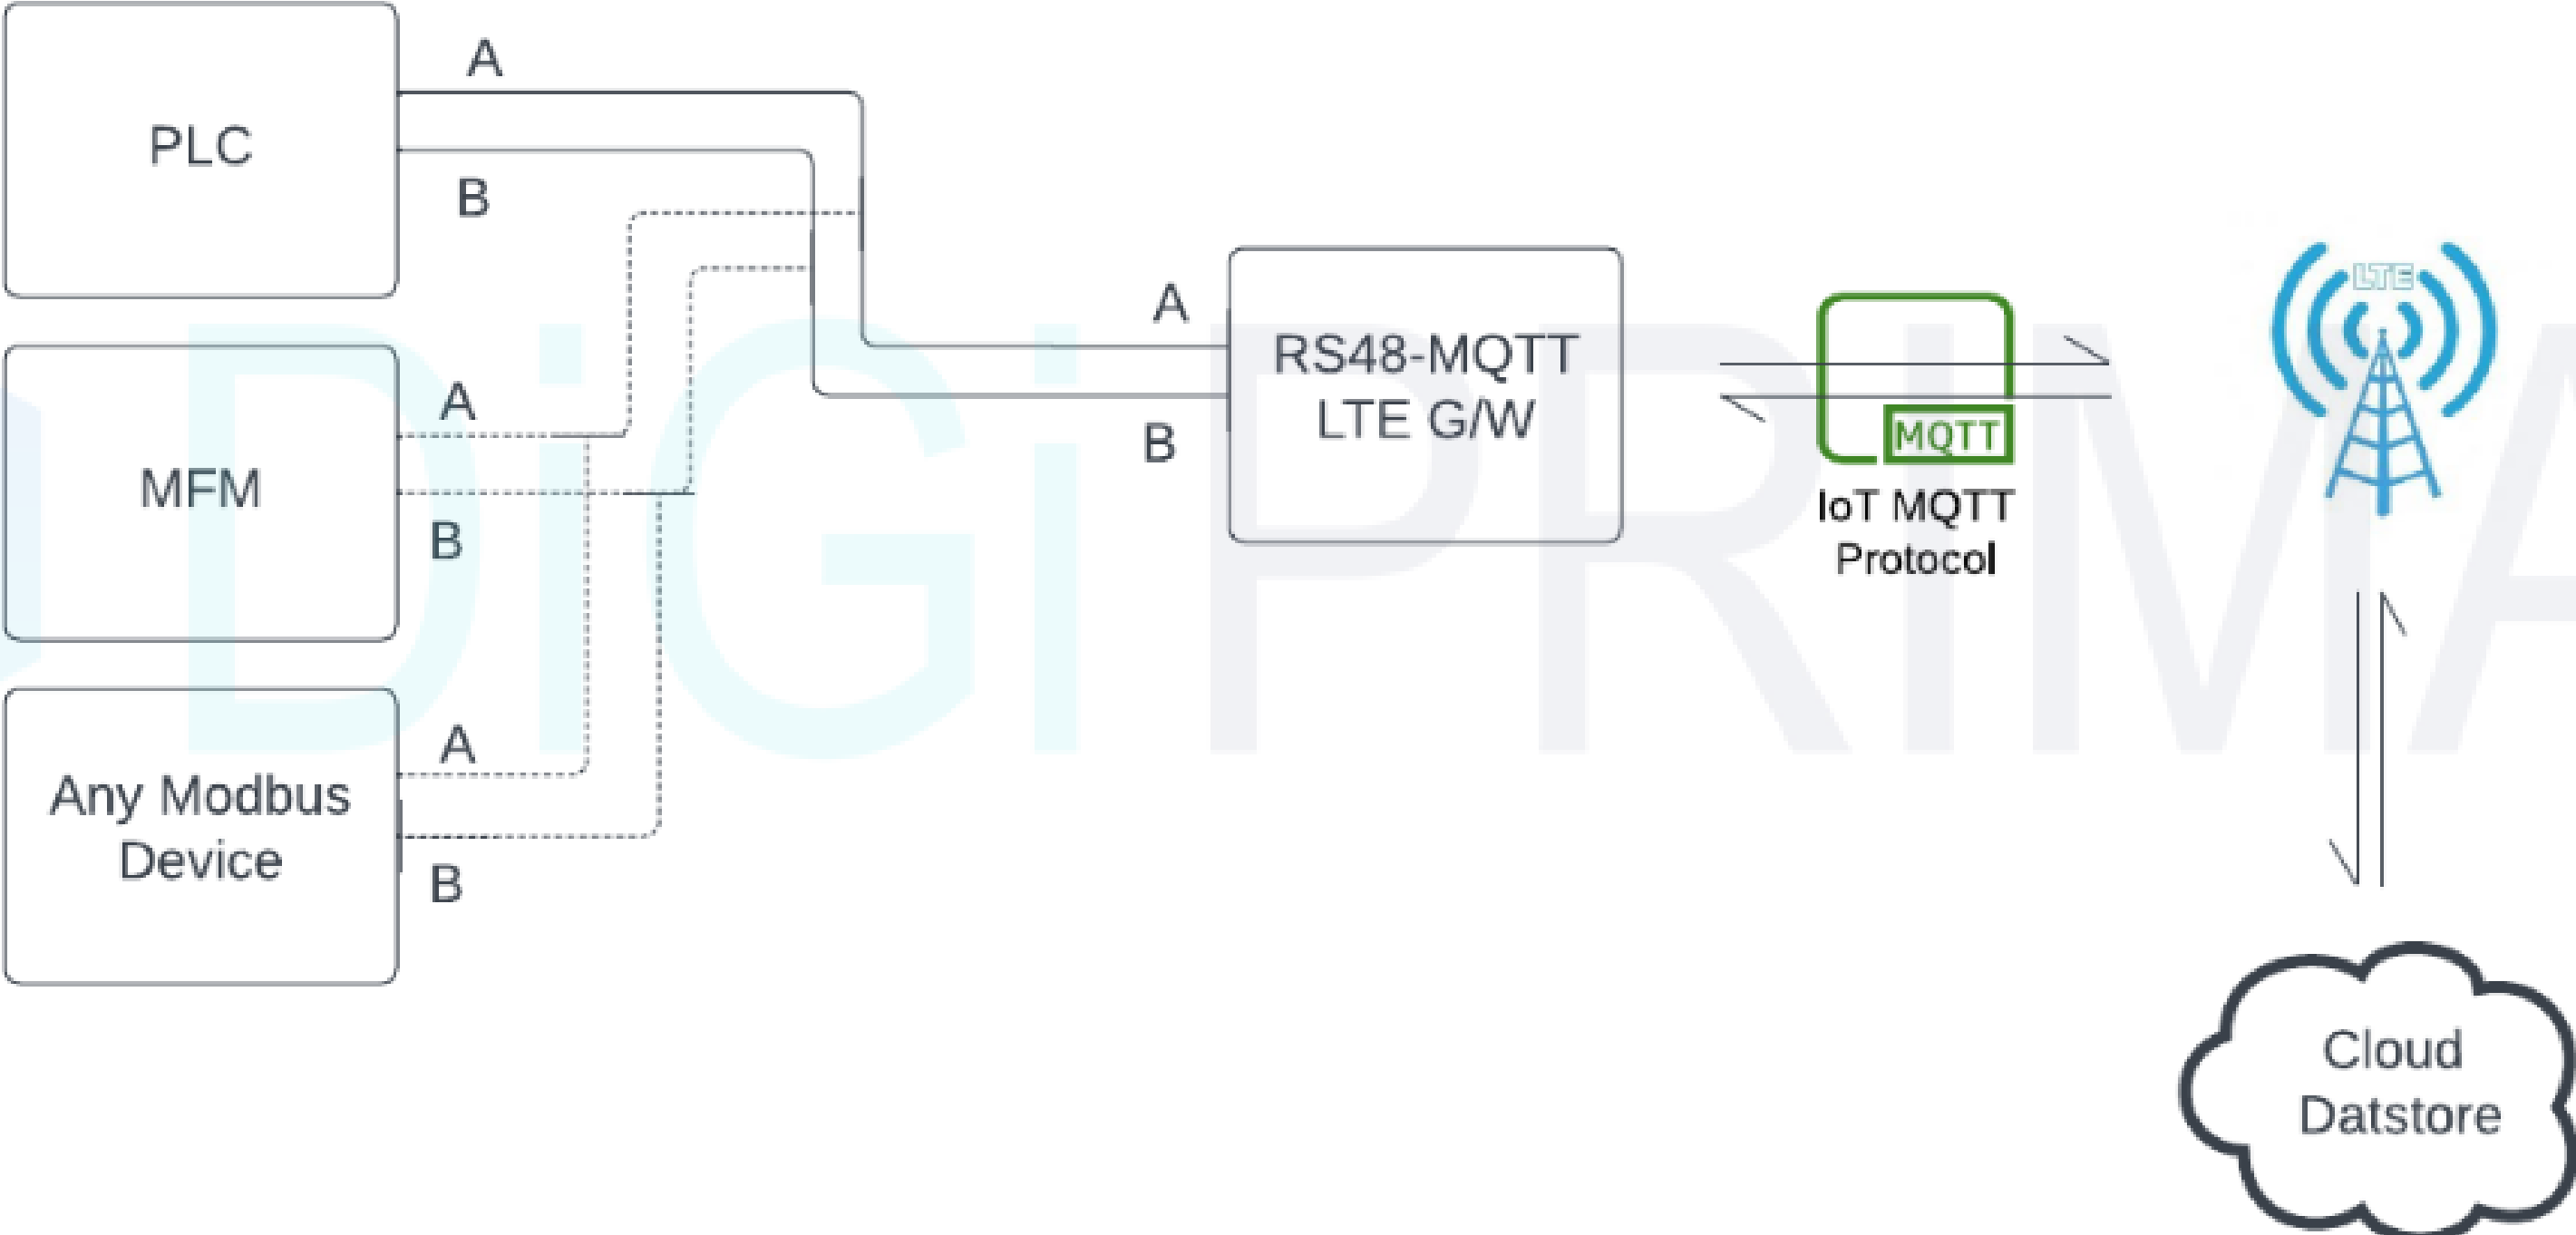 PLC
A
B
MFM
A
B
Any Modbus
Device
A
B
A
B
RS48-MQTT
LTE G/W
MQTT
IoT MQTT
Protocol
LTE
Cloud
Datstore
DiGi PRIMA